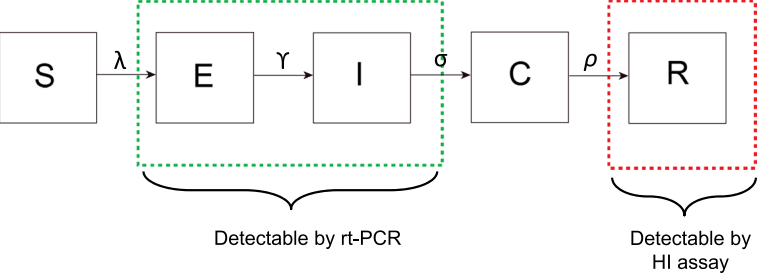 S λ E ϒ I σ C ρ R
Detectable by rt-PCR
Detectable by
HI assay